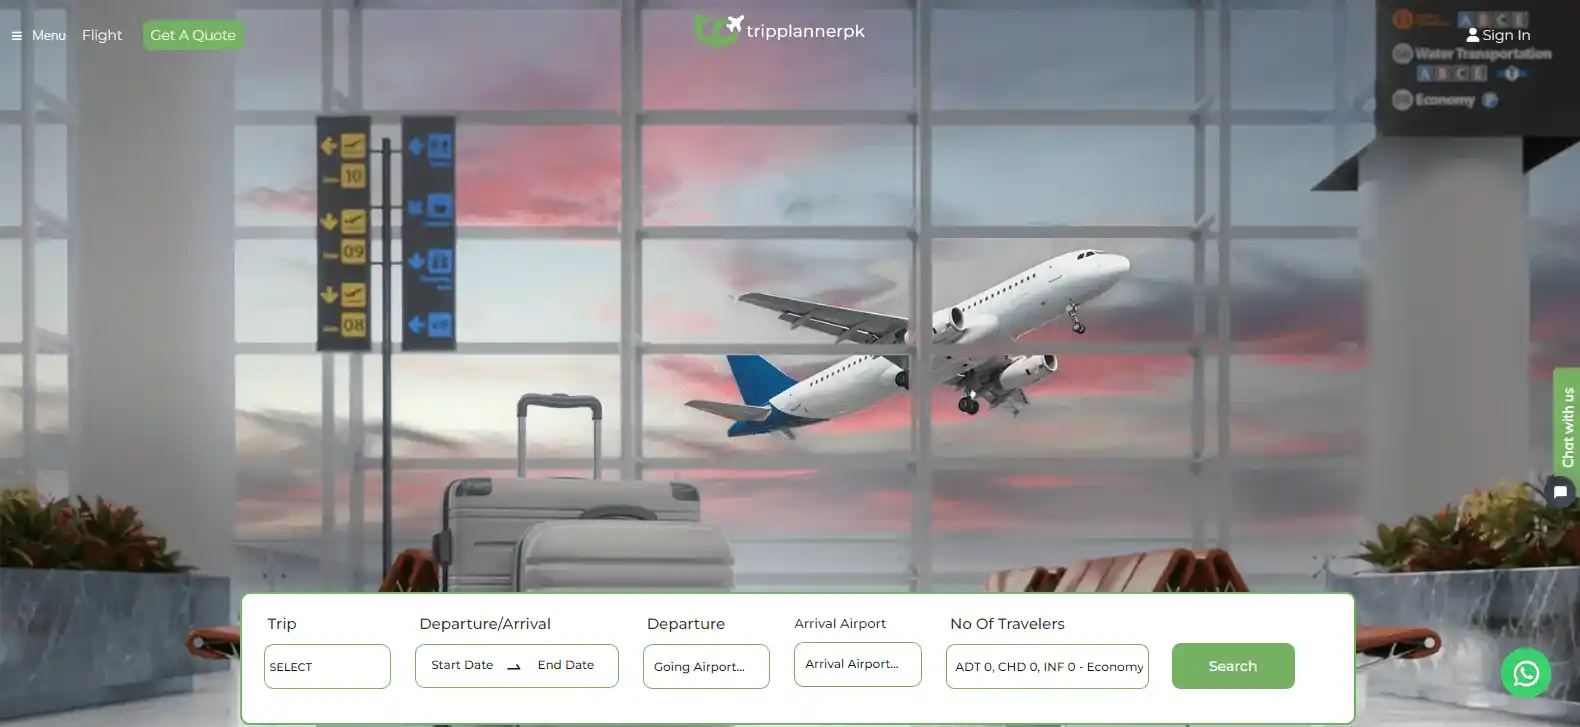 Menu
Flight
Get A Quote
tripplannerpk
Sign In
A B C E
Water Transportation
A B C E
Economy
10
09
08
Chat with us
Trip
Departure/Arrival
Departure
Arrival Airport
No Of Travelers
SELECT
Start Date
End Date
Going Airport...
Arrival Airport...
ADT 0, CHD 0, INF 0 - Economy
Search